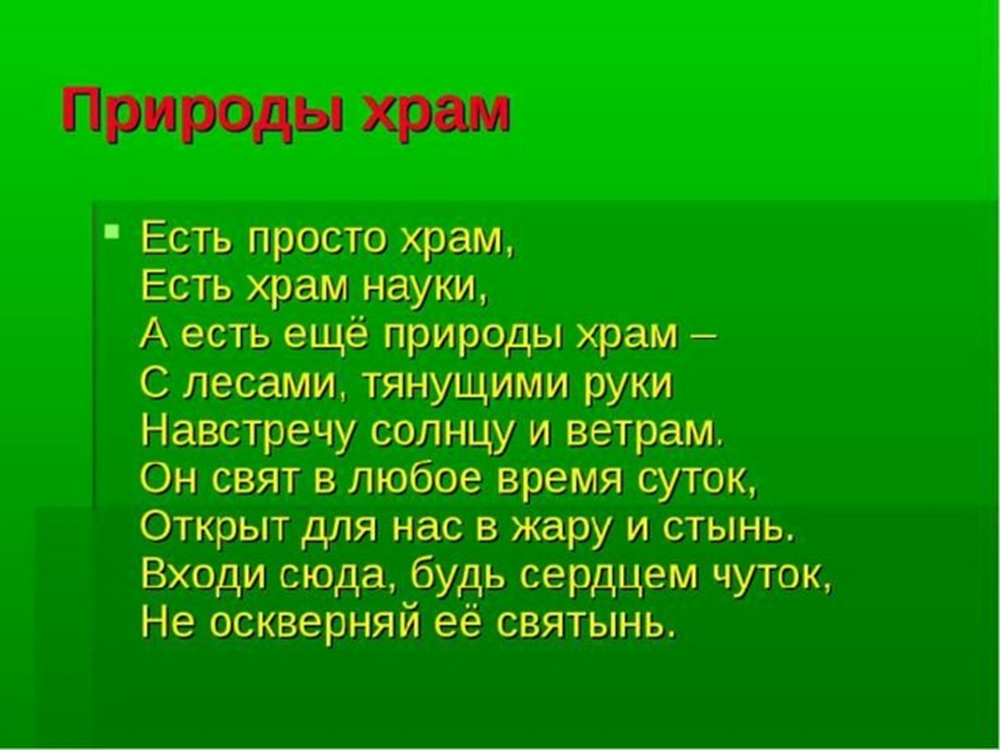 Природы храм
Есть просто храм,
Есть храм науки,
А есть ещё природы храм –
С лесами, тянущими руки
Навстречу солнцу и ветрам.
Он свят в любое время суток,
Открыт для нас в жару и стынь.
Входи сюда, будь сердцем чуток,
Не оскверняй её святынь.